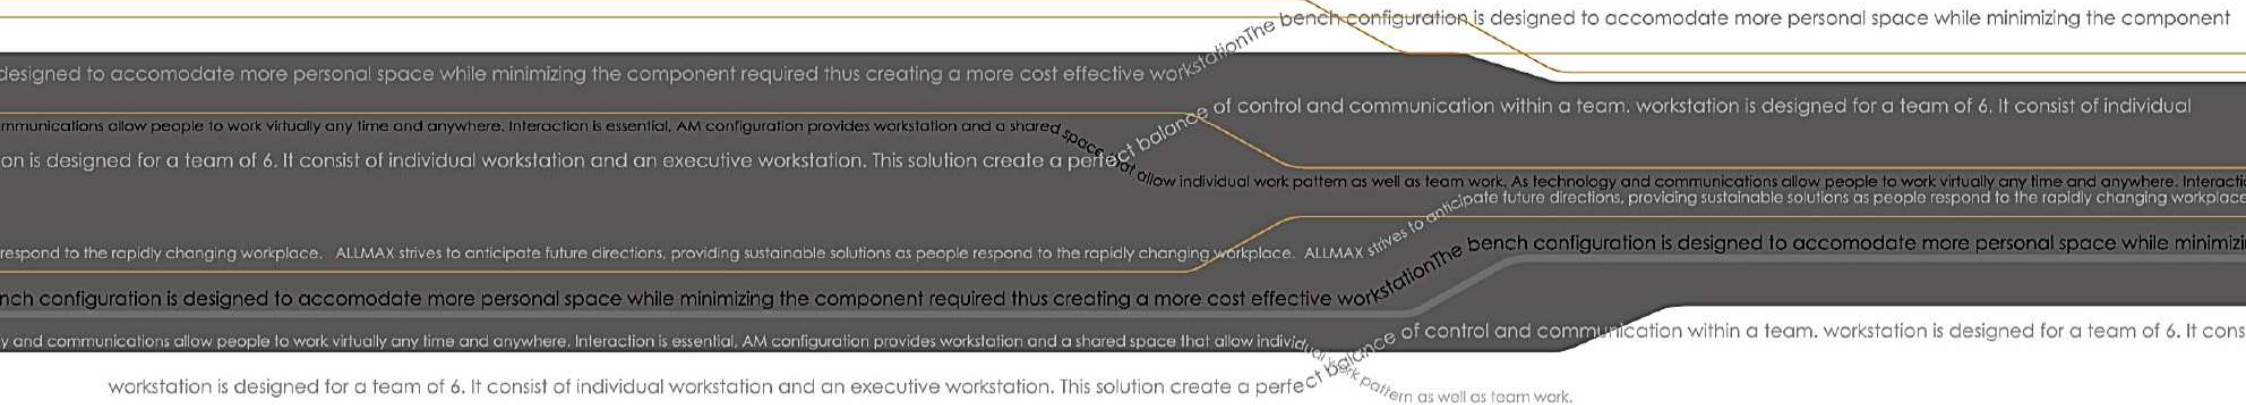 designed to accomodate more personal space while minimizing the component required thus creating a more cost effective workstationThe bench configuration is designed to accomodate more personal space while minimizing the component
mmunications allow people to work virtually any time and anywhere. Interaction is essential, AM configuration provides workstation and a shared space that allow individual work pattern as well as team work. As technology and communications allow people to work virtually any time and anywhere. Interacti
on is designed for a team of 6. It consist of individual workstation and an executive workstation. This solution create a perfect balance of control and communication within a team. workstation is designed for a team of 6. It consist of individual
respond to the rapidly changing workplace. ALLMAX strives to anticipate future directions, providing sustainable solutions as people respond to the rapidly changing workplace. ALLMAX strives to anticipate future directions, providing sustainable solutions as people respond to the rapidly changing workplace
nch configuration is designed to accomodate more personal space while minimizing the component required thus creating a more cost effective workstationThe bench configuration is designed to accomodate more personal space while minimizi
y and communications allow people to work virtually any time and anywhere. Interaction is essential, AM configuration provides workstation and a shared space that allow individual work pattern as well as team work.
workstation is designed for a team of 6. It consist of individual workstation and an executive workstation. This solution create a perfect balance of control and communication within a team. workstation is designed for a team of 6. It cons